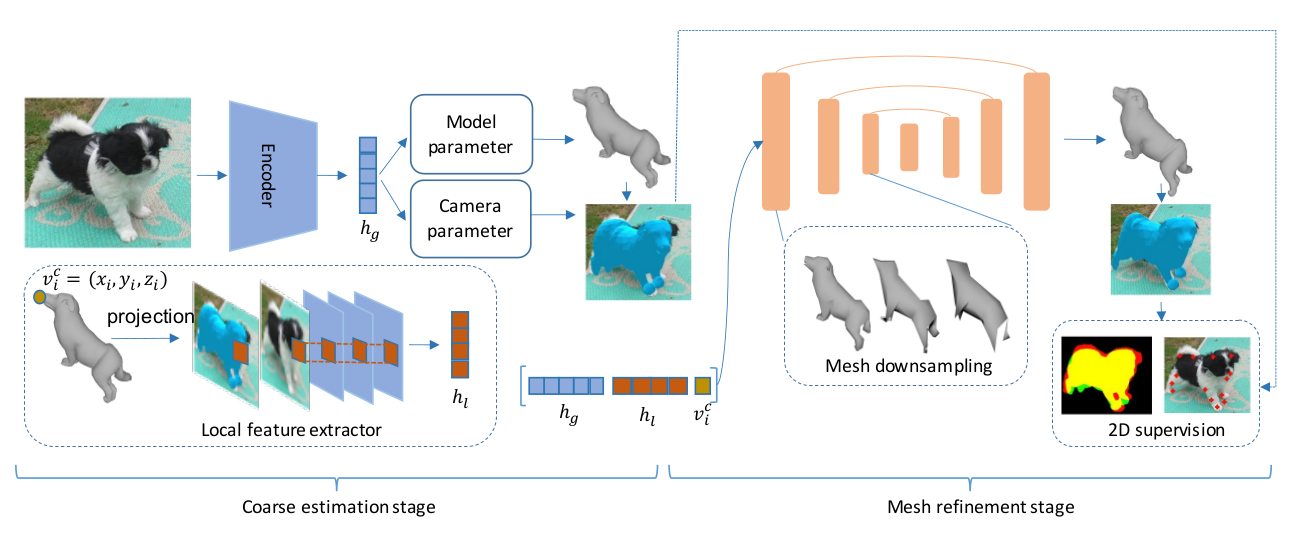 Encoder
h_g
Model
parameter
Camera
parameter
v_i^c = (x_i, y_i, z_i)
projection
h_l
Local feature extractor
h_g
h_l
v_i^c
Mesh downsampling
2D supervision
Coarse estimation stage
Mesh refinement stage